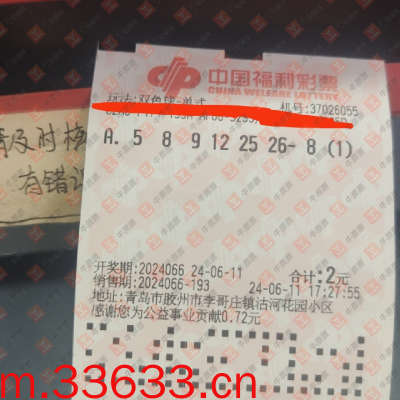 中国福利彩票
CHINA WELFARE LOTTERY
玩法:双色球-单式 机号:37026055
A. 5 8 9 12 25 26- 8 (1)
开奖期:2024066 24-06-11 合计:2元
销售期:2024066-193 24-06-11 17:27:55
地址:青岛市胶州市李哥庄镇沽河花园小区
感谢您为公益事业贡献0.72元
请及时核
有错
m.33633.cn